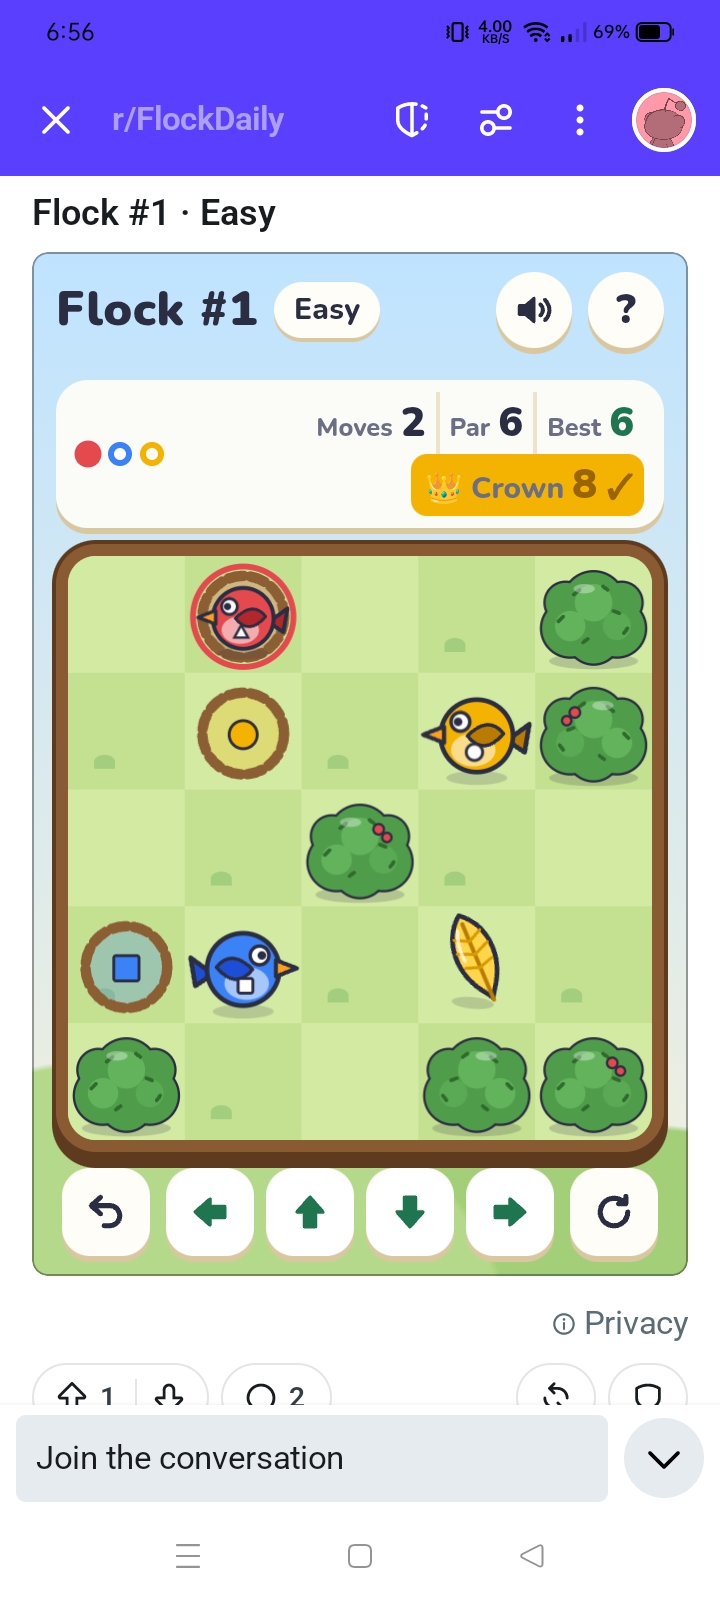 6:56
4.00
KB/S
69%
r/FlockDaily
Flock #1 · Easy
Flock #1
Easy
?
Moves 2
Par 6
Best 6
Crown 8 ✓
Privacy
1
2
Join the conversation